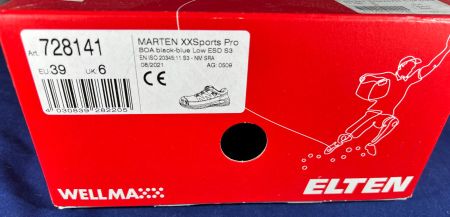 Art. 728141
EU 39 UK 6
4030839262205
MARTEN XXSports Pro
BOA black-blue Low ESD S3
EN ISO 20345:11 S3 - NM SRA
08/2021 AG: 0509
CE
WELLMAXX
ELTEN